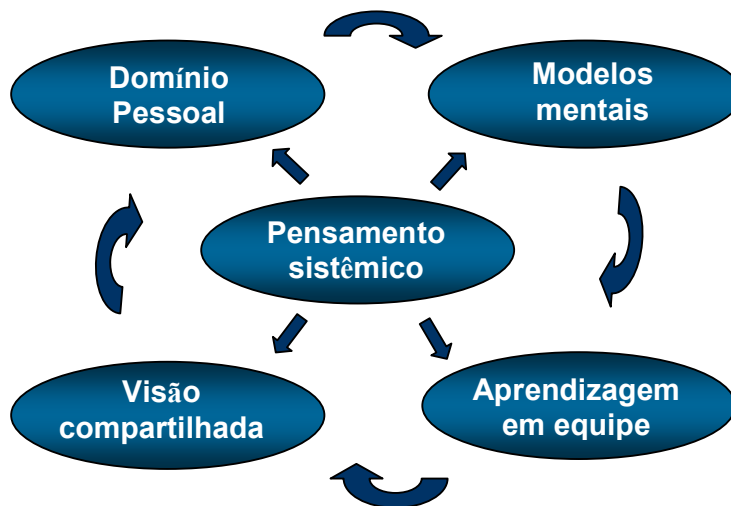 Domínio
Pessoal
Modelos
mentais
Pensamento
sistêmico
Visão
compartilhada
Aprendizagem
em equipe